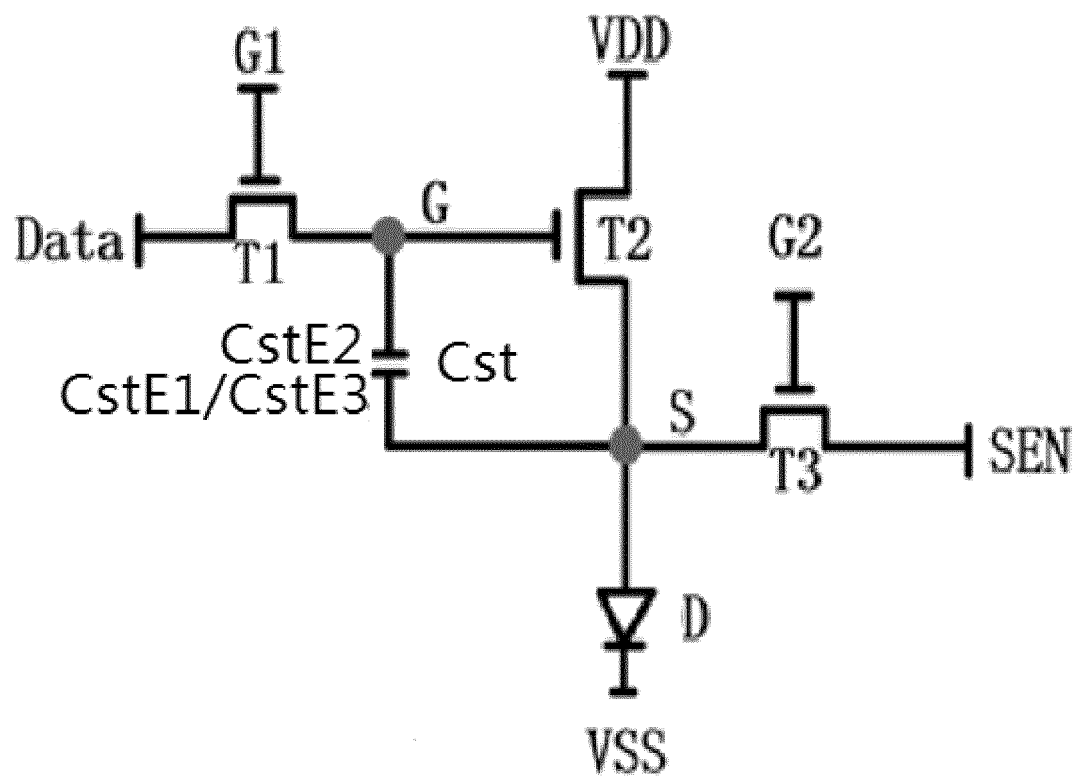 VDD
G1
G
Data
T1
T2
G2
CstE2
Cst
CstE1/CstE3
S
T3
SEN
D
VSS